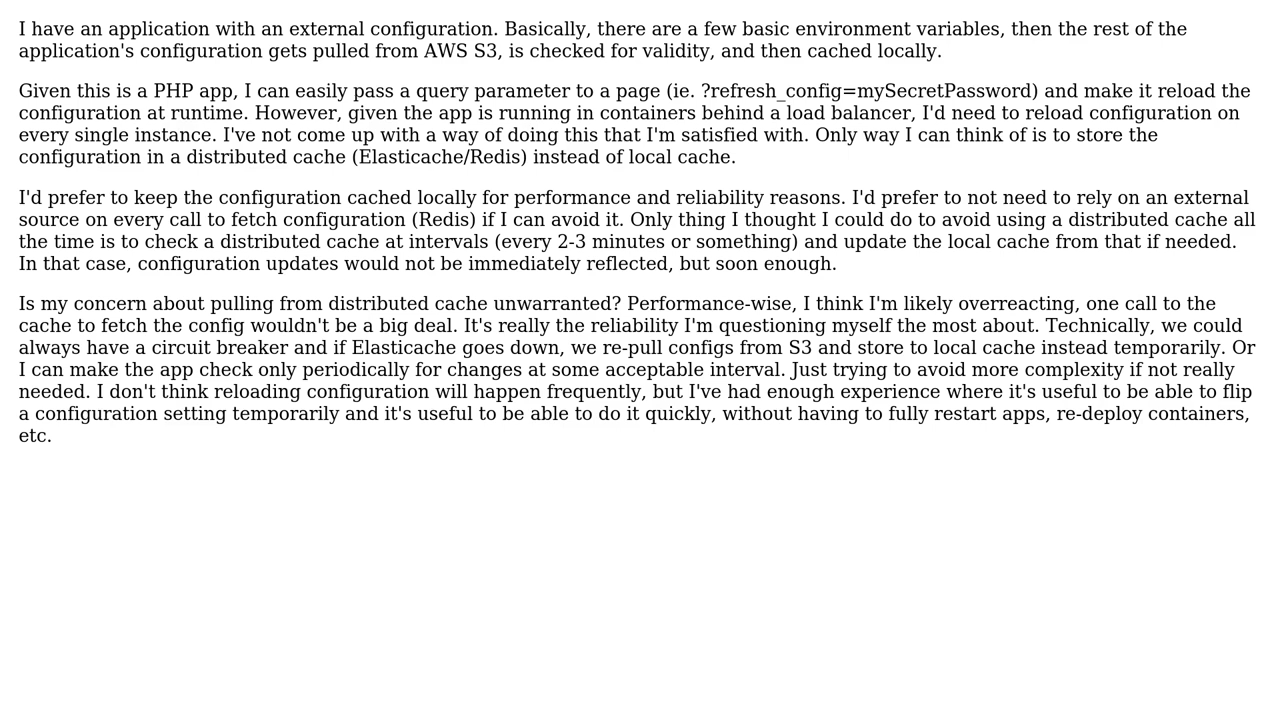 I have an application with an external configuration. Basically, there are a few basic environment variables, then the rest of the
application's configuration gets pulled from AWS S3, is checked for validity, and then cached locally.
Given this is a PHP app, I can easily pass a query parameter to a page (ie. ?refresh_config=mySecretPassword) and make it reload the
configuration at runtime. However, given the app is running in containers behind a load balancer, I'd need to reload configuration on
every single instance. I've not come up with a way of doing this that I'm satisfied with. Only way I can think of is to store the
configuration in a distributed cache (Elasticache/Redis) instead of local cache.
I'd prefer to keep the configuration cached locally for performance and reliability reasons. I'd prefer to not need to rely on an external
source on every call to fetch configuration (Redis) if I can avoid it. Only thing I thought I could do to avoid using a distributed cache all
the time is to check a distributed cache at intervals (every 2-3 minutes or something) and update the local cache from that if needed.
In that case, configuration updates would not be immediately reflected, but soon enough.
Is my concern about pulling from distributed cache unwarranted? Performance-wise, I think I'm likely overreacting, one call to the
cache to fetch the config wouldn't be a big deal. It's really the reliability I'm questioning myself the most about. Technically, we could
always have a circuit breaker and if Elasticache goes down, we re-pull configs from S3 and store to local cache instead temporarily. Or
I can make the app check only periodically for changes at some acceptable interval. Just trying to avoid more complexity if not really
needed. I don't think reloading configuration will happen frequently, but I've had enough experience where it's useful to be able to flip
a configuration setting temporarily and it's useful to be able to do it quickly, without having to fully restart apps, re-deploy containers,
etc.